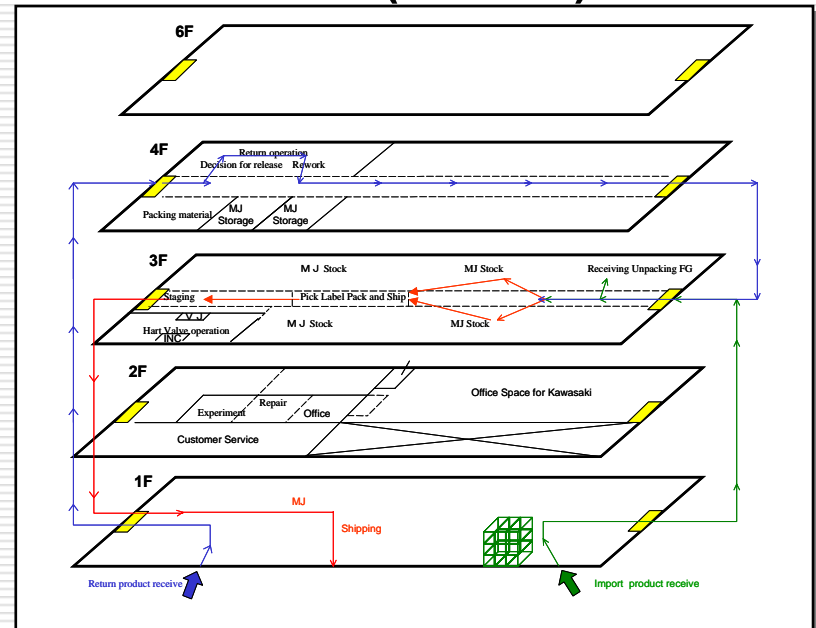 6F
4F
Return operation
Decision for release Rework
Packing material
MJ
Storage
MJ
Storage
3F
M J Stock
MJ Stock
Receiving Unpacking FG
Staging
Pick Label Pack and Ship
V J
Hart Valve operation
INC
M J Stock
MJ Stock
2F
Office Space for Kawasaki
Repair
Experiment
Office
Customer Service
1F
MJ
Shipping
Return product receive
Import product receive